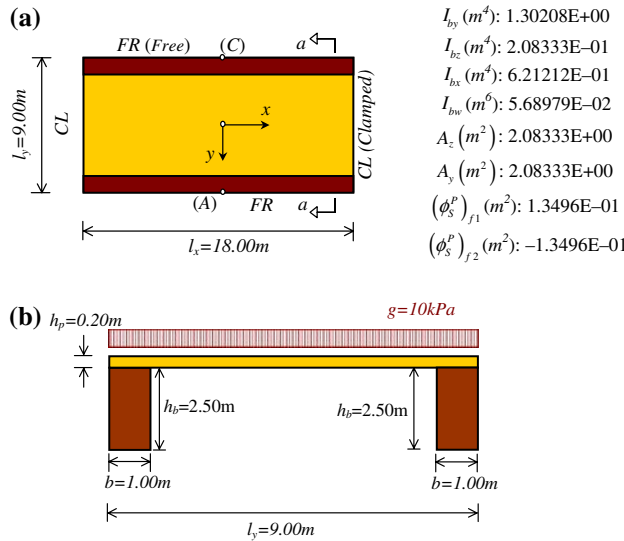 (a)
FR (Free) (C) a
l_y=9.00m
CL
x
y
CL (Clamped)
(A) FR a
l_x=18.00m
I_by(m^4): 1.30208E+00
I_bz(m^4): 2.08333E–01
I_bx(m^4): 6.21212E–01
I_bw(m^6): 5.68979E–02
A_z(m^2): 2.08333E+00
A_y(m^2): 2.08333E+00
(ϕ_S^P)_f1(m^2): 1.3496E–01
(ϕ_S^P)_f2(m^2): –1.3496E–01
(b)
h_p=0.20m
g=10kPa
h_b=2.50m
h_b=2.50m
b=1.00m
b=1.00m
l_y=9.00m